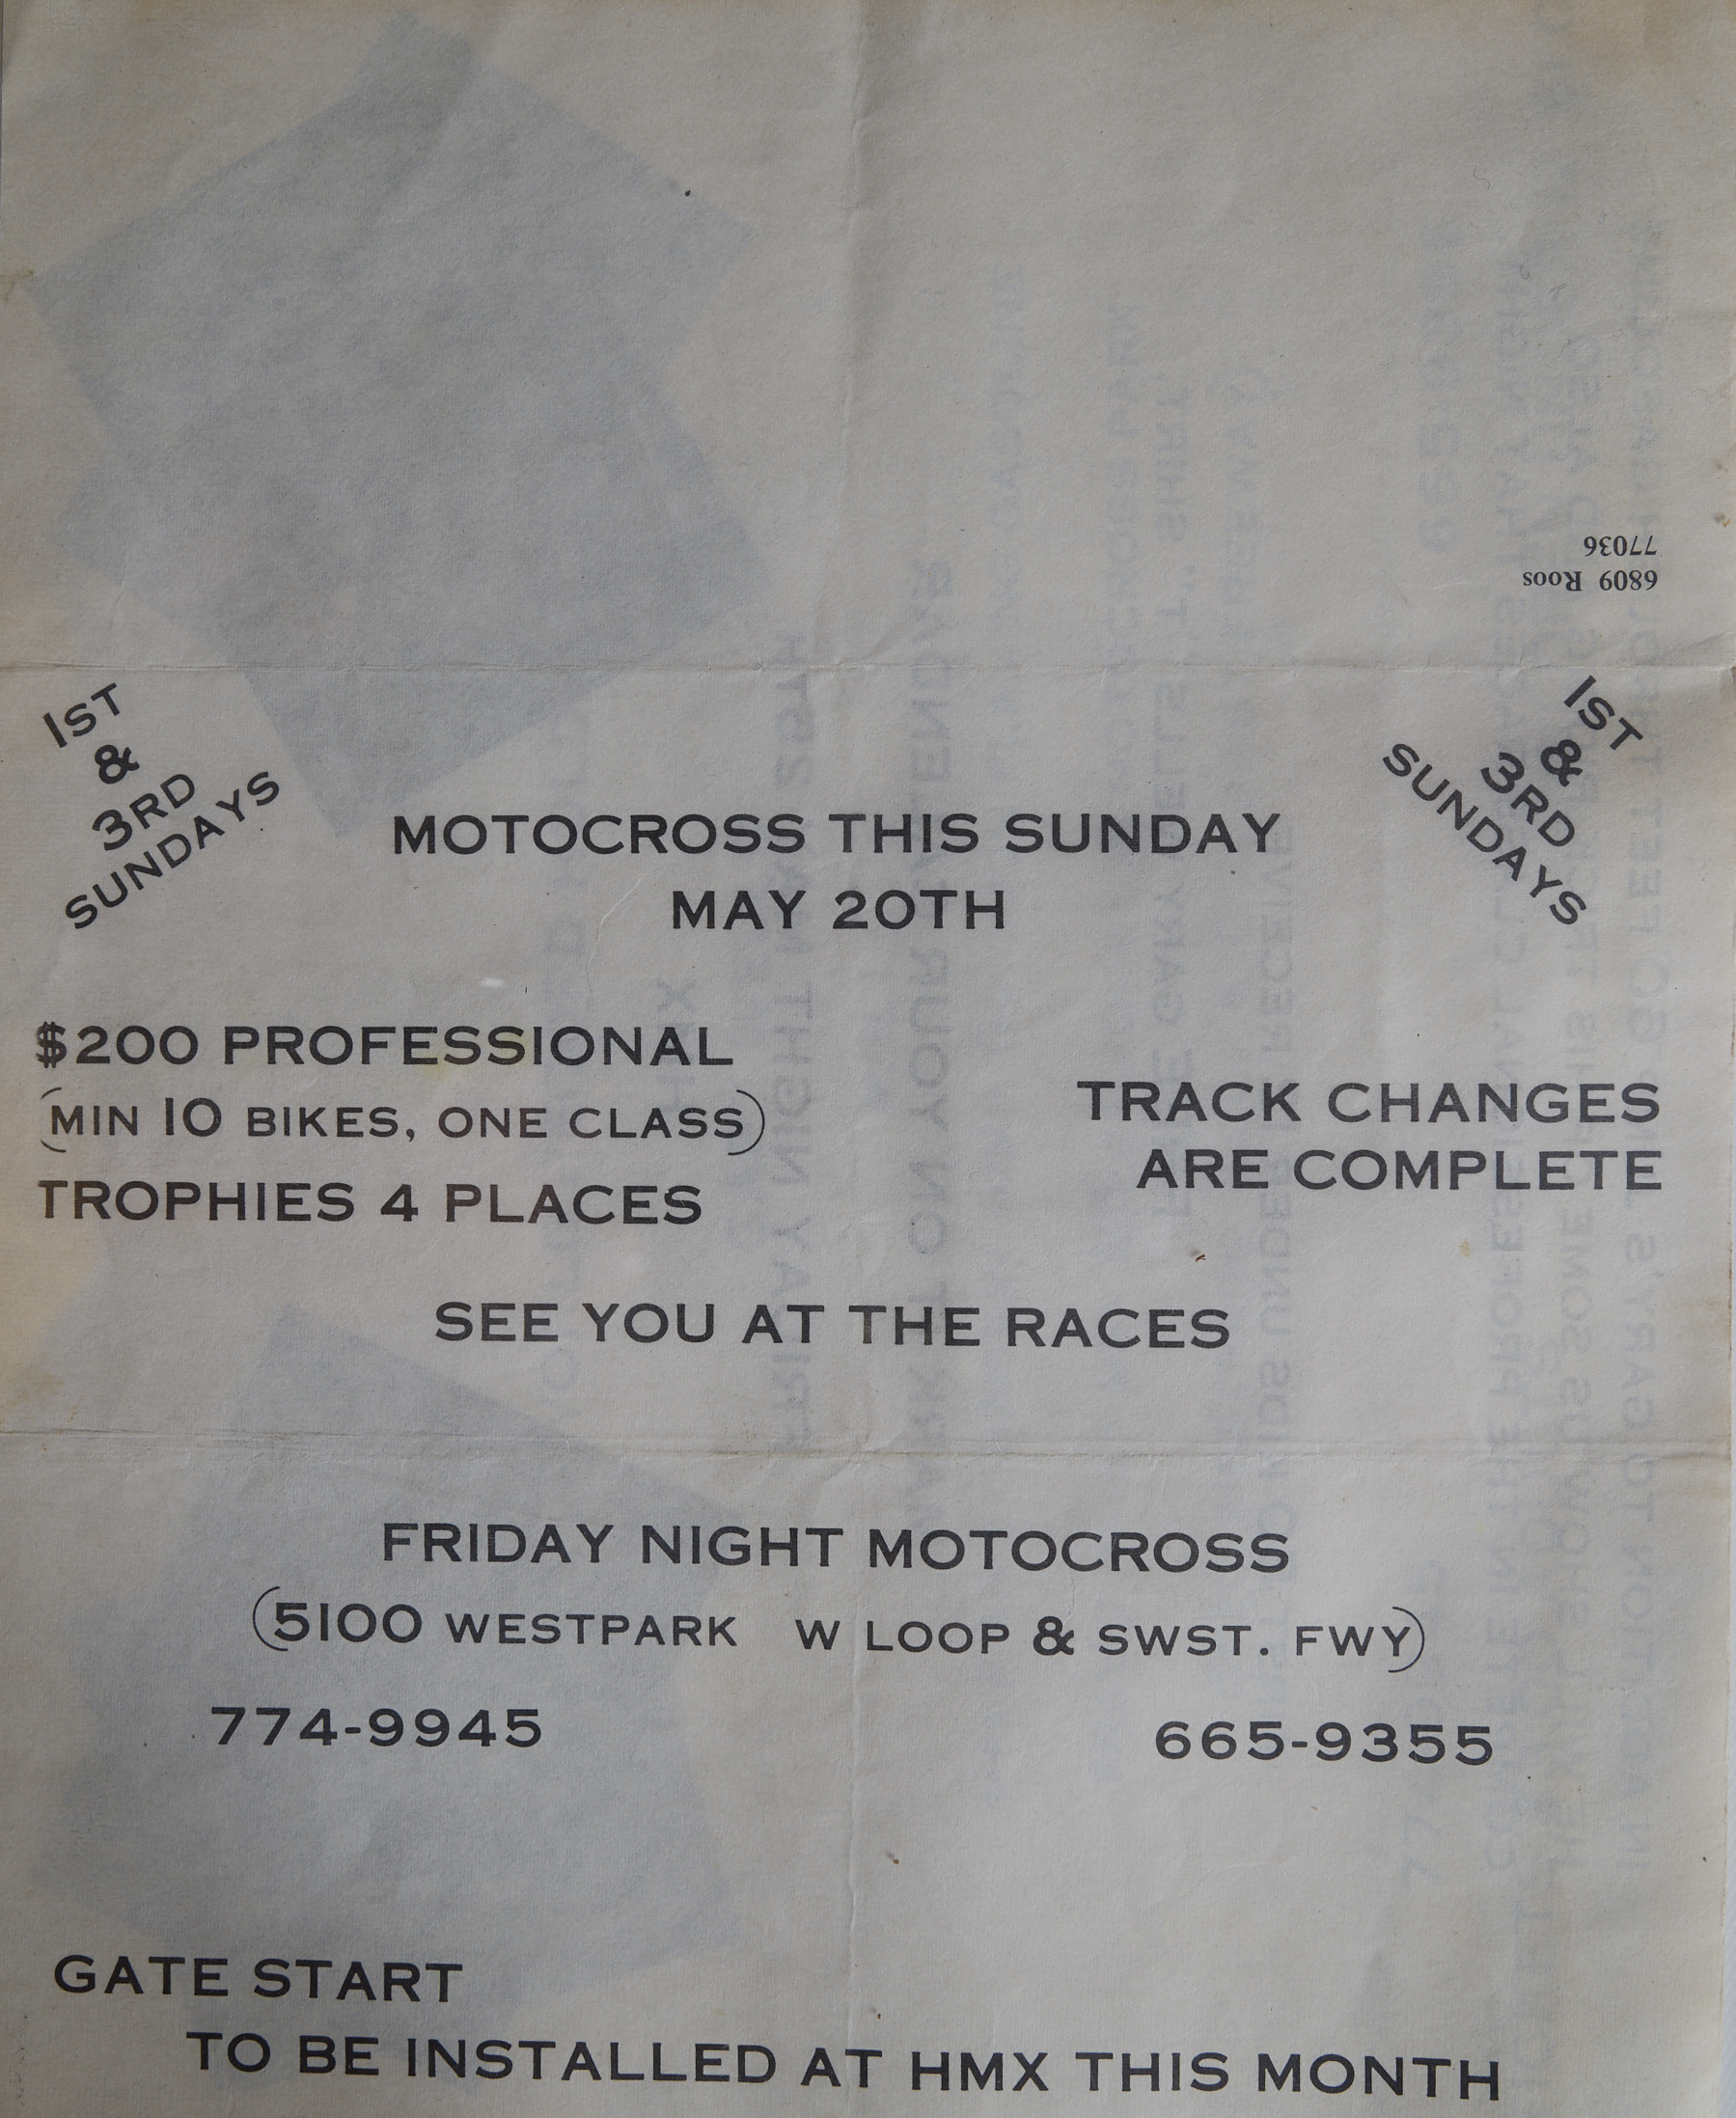 6809 Roos
77036
1ST
&
3RD
SUNDAYS
1ST
&
3RD
SUNDAYS
MOTOCROSS THIS SUNDAY
MAY 20TH
$200 PROFESSIONAL
(MIN 10 BIKES, ONE CLASS)
TROPHIES 4 PLACES
TRACK CHANGES
ARE COMPLETE
SEE YOU AT THE RACES
FRIDAY NIGHT MOTOCROSS
(5100 WESTPARK W LOOP & SWST. FWY)
774-9945
665-9355
GATE START
TO BE INSTALLED AT HMX THIS MONTH